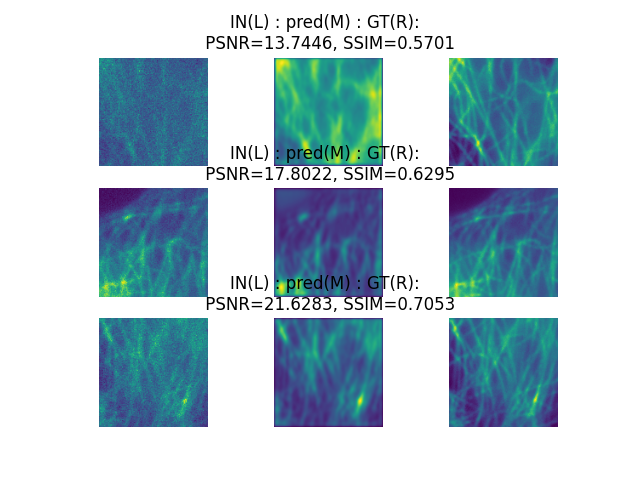 IN(L) : pred(M) : GT(R):
PSNR=13.7446, SSIM=0.5701
IN(L) : pred(M) : GT(R):
PSNR=17.8022, SSIM=0.6295
IN(L) : pred(M) : GT(R):
PSNR=21.6283, SSIM=0.7053